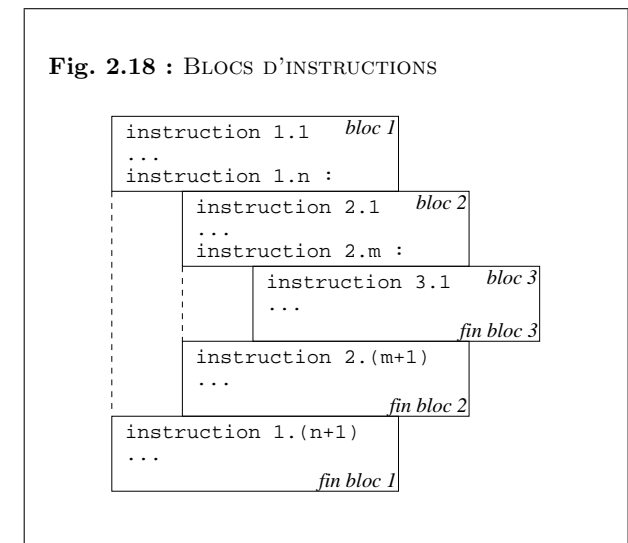 Fig. 2.18 : Blocs d'instructions
instruction 1.1 bloc 1
...
instruction 1.n :
instruction 2.1 bloc 2
...
instruction 2.m :
instruction 3.1 bloc 3
...
fin bloc 3
instruction 2.(m+1)
...
fin bloc 2
instruction 1.(n+1)
...
fin bloc 1